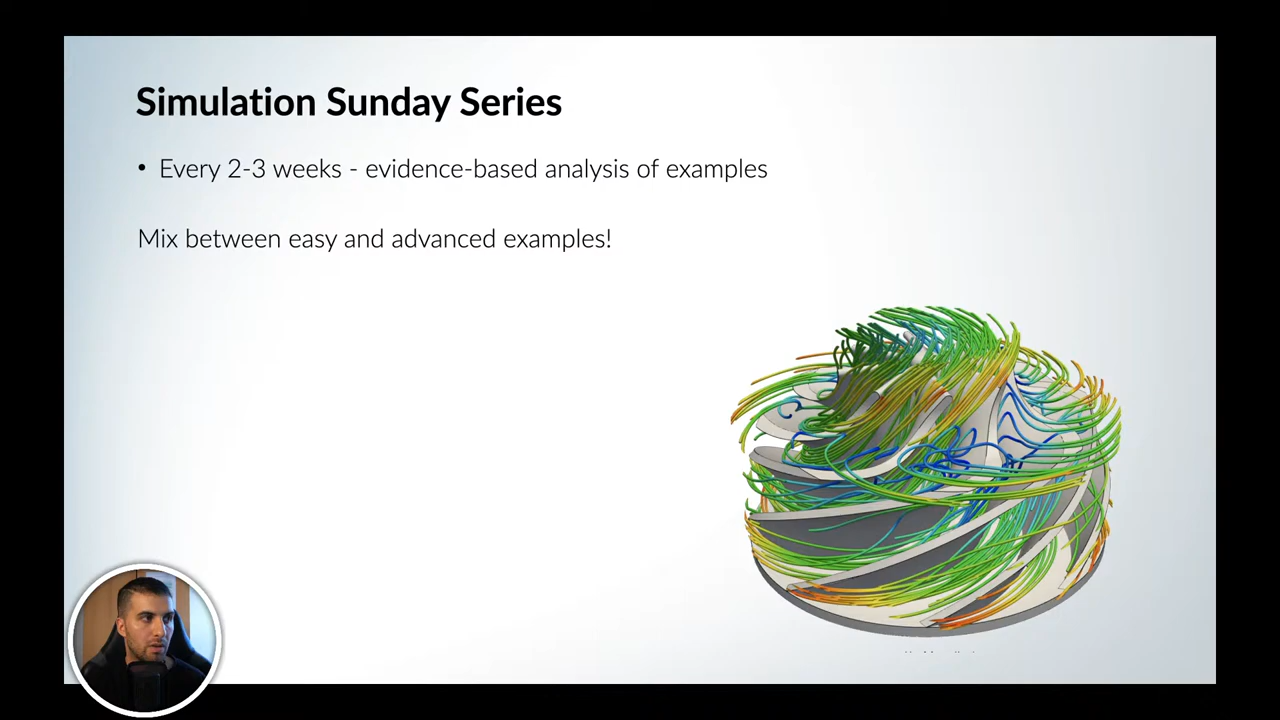 Simulation Sunday Series
• Every 2-3 weeks - evidence-based analysis of examples
Mix between easy and advanced examples!